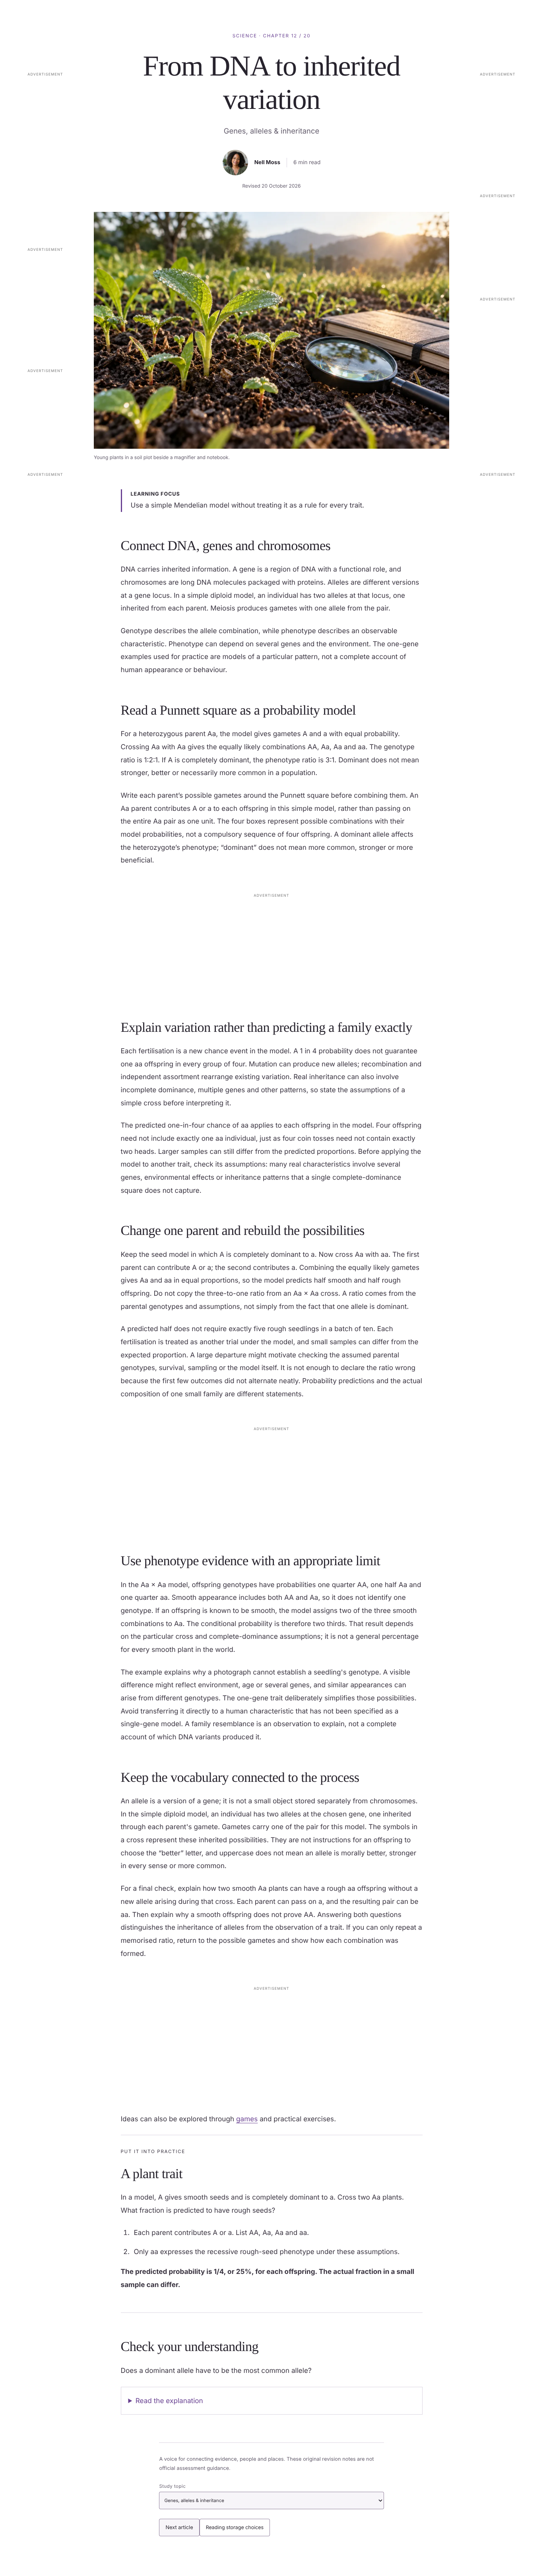 SCIENCE · CHAPTER 12 / 20
From DNA to inherited
variation
Genes, alleles & inheritance
Nell Moss
6 min read
Revised 20 October 2026
ADVERTISEMENT
ADVERTISEMENT
ADVERTISEMENT
ADVERTISEMENT
ADVERTISEMENT
ADVERTISEMENT
ADVERTISEMENT
ADVERTISEMENT
Young plants in a soil plot beside a magnifier and notebook.
LEARNING FOCUS
Use a simple Mendelian model without treating it as a rule for every trait.
Connect DNA, genes and chromosomes
DNA carries inherited information. A gene is a region of DNA with a functional role, and
chromosomes are long DNA molecules packaged with proteins. Alleles are different versions
at a gene locus. In a simple diploid model, an individual has two alleles at that locus, one
inherited from each parent. Meiosis produces gametes with one allele from the pair.
Genotype describes the allele combination, while phenotype describes an observable
characteristic. Phenotype can depend on several genes and the environment. The one-gene
examples used for practice are models of a particular pattern, not a complete account of
human appearance or behaviour.
Read a Punnett square as a probability model
For a heterozygous parent Aa, the model gives gametes A and a with equal probability.
Crossing Aa with Aa gives the equally likely combinations AA, Aa, Aa and aa. The genotype
ratio is 1:2:1. If A is completely dominant, the phenotype ratio is 3:1. Dominant does not mean
stronger, better or necessarily more common in a population.
Write each parent's possible gametes around the Punnett square before combining them. An
Aa parent contributes A or a to each offspring in this simple model, rather than passing on
the entire Aa pair as one unit. The four boxes represent possible combinations with their
model probabilities, not a compulsory sequence of four offspring. A dominant allele affects
the heterozygote's phenotype; “dominant” does not mean more common, stronger or more
beneficial.
ADVERTISEMENT
Explain variation rather than predicting a family exactly
Each fertilisation is a new chance event in the model. A 1 in 4 probability does not guarantee
one aa offspring in every group of four. Mutation can produce new alleles; recombination and
independent assortment rearrange existing variation. Real inheritance can also involve
incomplete dominance, multiple genes and other patterns, so state the assumptions of a
simple cross before interpreting it.
The predicted one-in-four chance of aa applies to each offspring in the model. Four offspring
need not include exactly one aa individual, just as four coin tosses need not contain exactly
two heads. Larger samples can still differ from the predicted proportions. Before applying the
model to another trait, check its assumptions: many real characteristics involve several
genes, environmental effects or inheritance patterns that a single complete-dominance
square does not capture.
Change one parent and rebuild the possibilities
Keep the seed model in which A is completely dominant to a. Now cross Aa with aa. The first
parent can contribute A or a; the second contributes a. Combining the equally likely gametes
gives Aa and aa in equal proportions, so the model predicts half smooth and half rough
offspring. Do not copy the three-to-one ratio from an Aa × Aa cross. A ratio comes from the
parental genotypes and assumptions, not simply from the fact that one allele is dominant.
A predicted half does not require exactly five rough seedlings in a batch of ten. Each
fertilisation is treated as another trial under the model, and small samples can differ from the
expected proportion. A large departure might motivate checking the assumed parental
genotypes, survival, sampling or the model itself. It is not enough to declare the ratio wrong
because the first few outcomes did not alternate neatly. Probability predictions and the actual
composition of one small family are different statements.
ADVERTISEMENT
Use phenotype evidence with an appropriate limit
In the Aa × Aa model, offspring genotypes have probabilities one quarter AA, one half Aa and
one quarter aa. Smooth appearance includes both AA and Aa, so it does not identify one
genotype. If an offspring is known to be smooth, the model assigns two of the three smooth
combinations to Aa. The conditional probability is therefore two thirds. That result depends
on the particular cross and complete-dominance assumptions; it is not a general percentage
for every smooth plant in the world.
The example explains why a photograph cannot establish a seedling's genotype. A visible
difference might reflect environment, age or several genes, and similar appearances can
arise from different genotypes. The one-gene trait deliberately simplifies those possibilities.
Avoid transferring it directly to a human characteristic that has not been specified as a
single-gene model. A family resemblance is an observation to explain, not a complete
account of which DNA variants produced it.
Keep the vocabulary connected to the process
An allele is a version of a gene; it is not a small object stored separately from chromosomes.
In the simple diploid model, an individual has two alleles at the chosen gene, one inherited
through each parent's gamete. Gametes carry one of the pair for this model. The symbols in
a cross represent these inherited possibilities. They are not instructions for an offspring to
choose the “better” letter, and uppercase does not mean an allele is morally better, stronger
in every sense or more common.
For a final check, explain how two smooth Aa plants can have a rough aa offspring without a
new allele arising during that cross. Each parent can pass on a, and the resulting pair can be
aa. Then explain why a smooth offspring does not prove AA. Answering both questions
distinguishes the inheritance of alleles from the observation of a trait. If you can only repeat a
memorised ratio, return to the possible gametes and show how each combination was
formed.
ADVERTISEMENT
Ideas can also be explored through games and practical exercises.
PUT IT INTO PRACTICE
A plant trait
In a model, A gives smooth seeds and is completely dominant to a. Cross two Aa plants.
What fraction is predicted to have rough seeds?
1. Each parent contributes A or a. List AA, Aa, Aa and aa.
2. Only aa expresses the recessive rough-seed phenotype under these assumptions.
The predicted probability is 1/4, or 25%, for each offspring. The actual fraction in a small
sample can differ.
Check your understanding
Does a dominant allele have to be the most common allele?
Read the explanation
A voice for connecting evidence, people and places. These original revision notes are not
official assessment guidance.
Study topic
Genes, alleles & inheritance
Next article
Reading storage choices